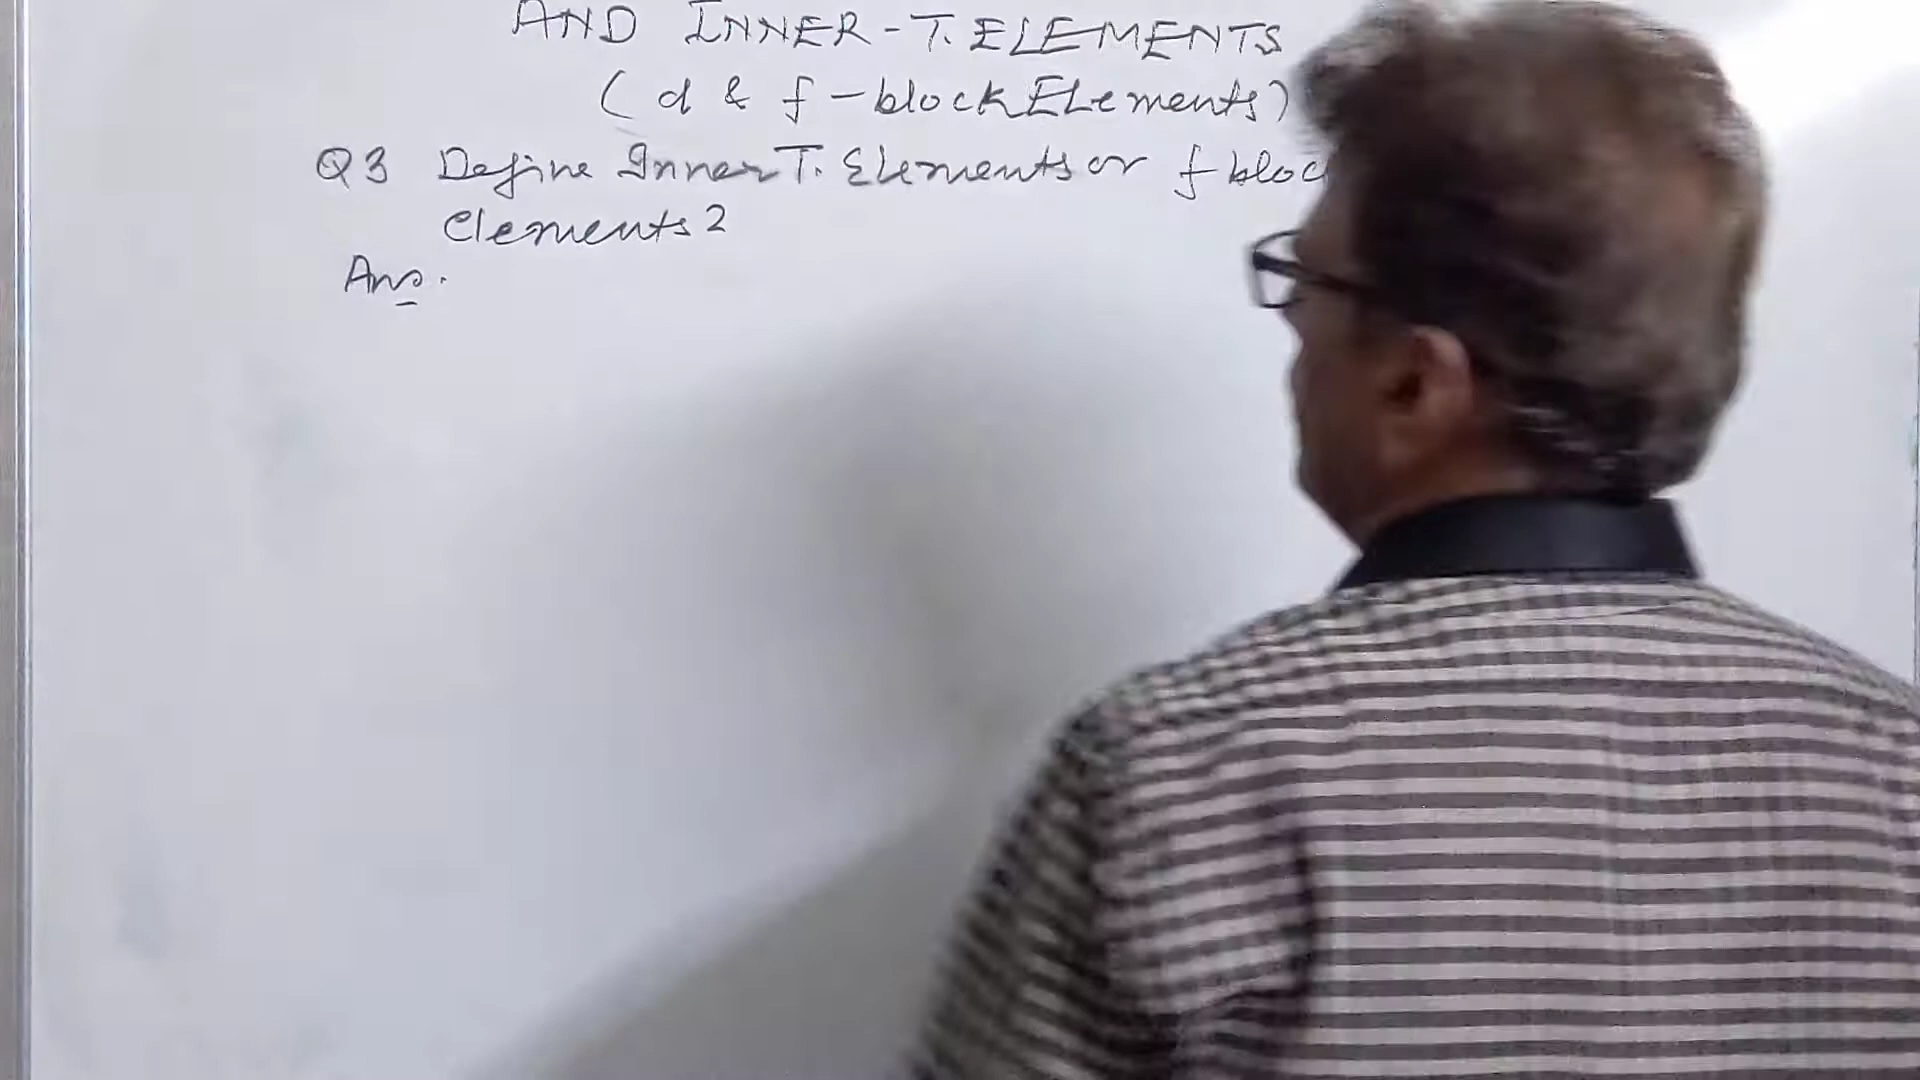 AND INNER-T. ELEMENTS
(d & f-block ELements)
Q3 Define Inner T. Elements or f bloc
Elements?
Ans.